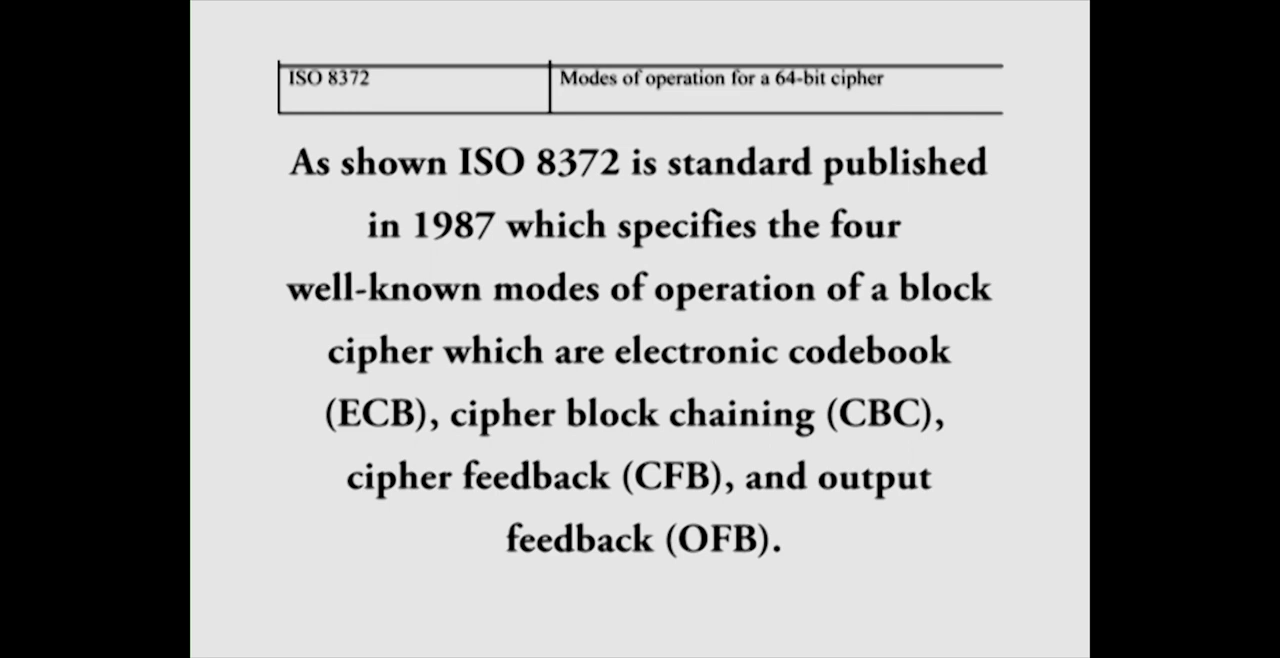 ISO 8372
Modes of operation for a 64-bit cipher
As shown ISO 8372 is standard published
in 1987 which specifies the four
well-known modes of operation of a block
cipher which are electronic codebook
(ECB), cipher block chaining (CBC),
cipher feedback (CFB), and output
feedback (OFB).